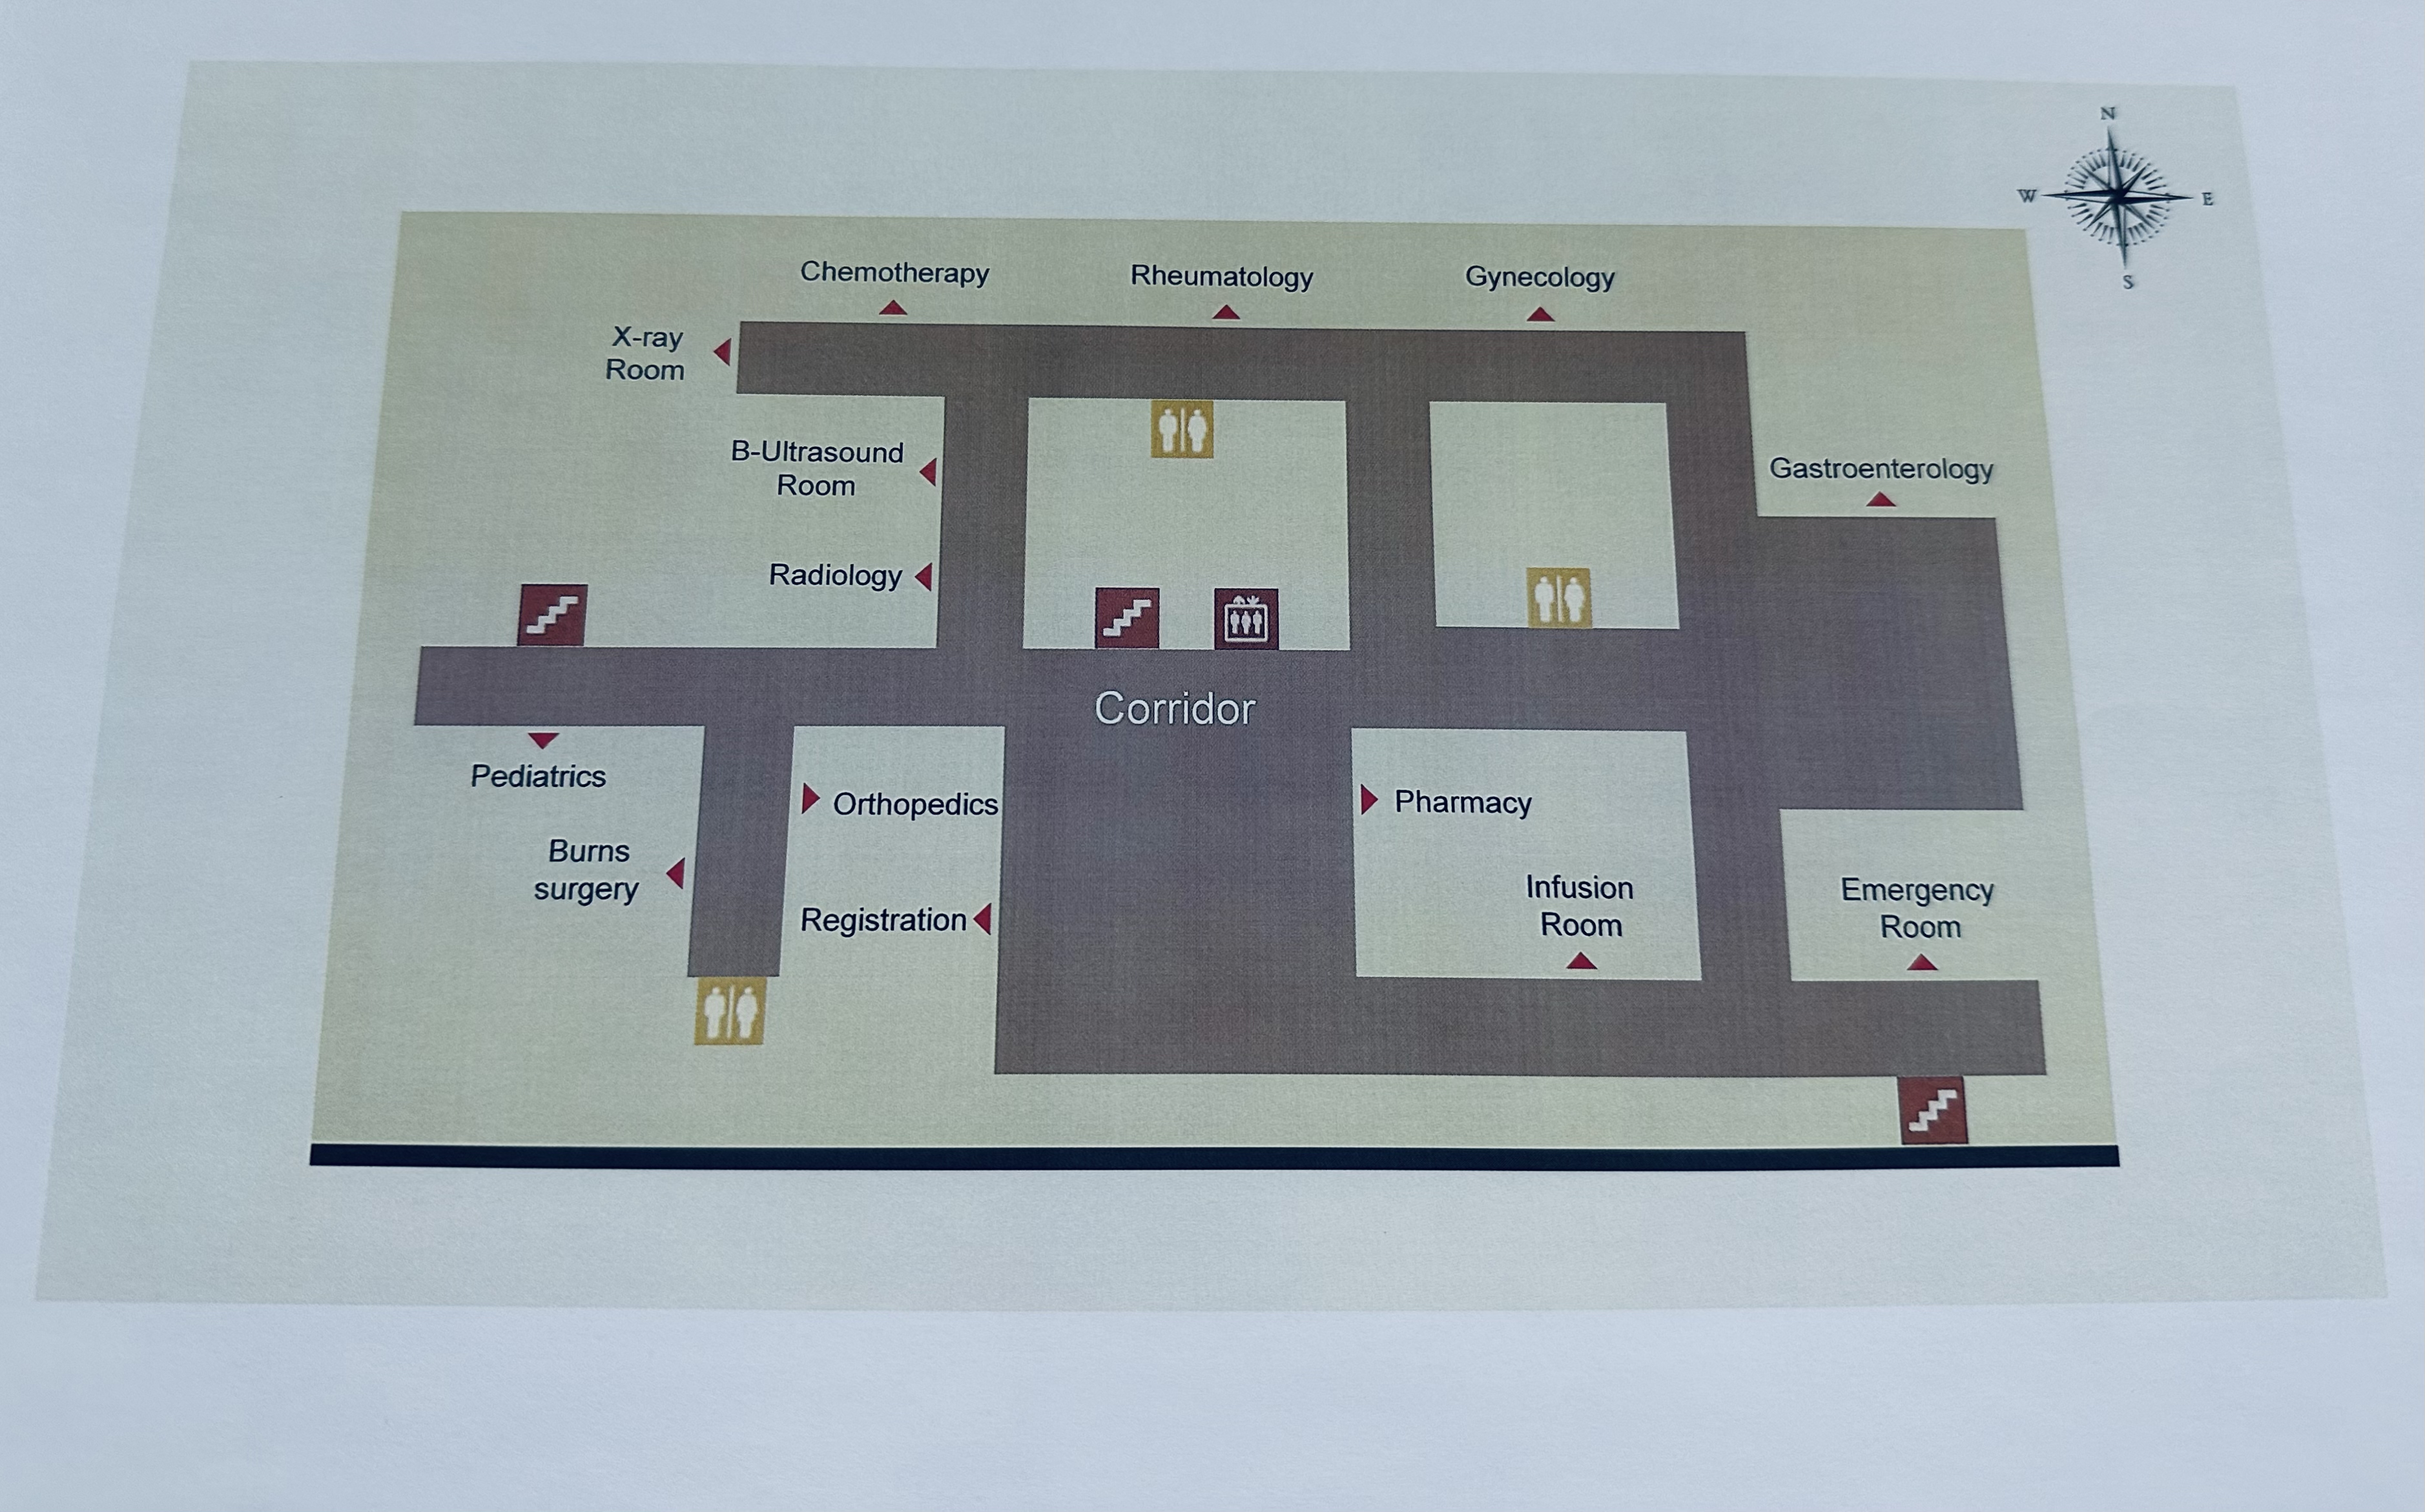 N
W
E
S
Chemotherapy
Rheumatology
Gynecology
X-ray
Room
B-Ultrasound
Room
Gastroenterology
Radiology
Corridor
Pediatrics
Orthopedics
Pharmacy
Burns
surgery
Registration
Infusion
Room
Emergency
Room